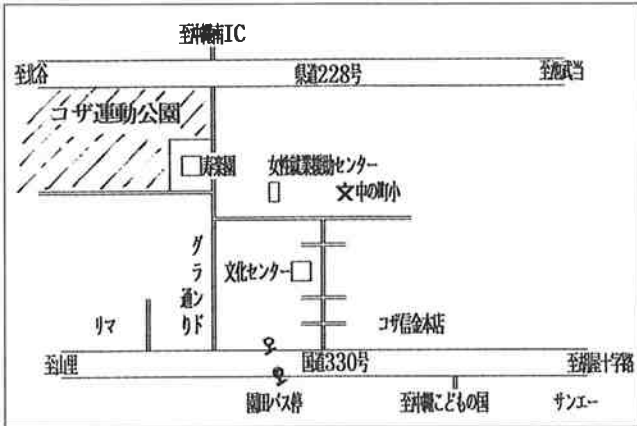 至沖縄南IC
至北谷
県道228号
至池武当
コザ運動公園
寿楽園
女性就業援助センター
中の町小
グランド通り
文化センター
リマ
コザ信金本店
至山里
国道330号
至胡屋十字路
園田バス停
至沖縄こどもの国
サンエー